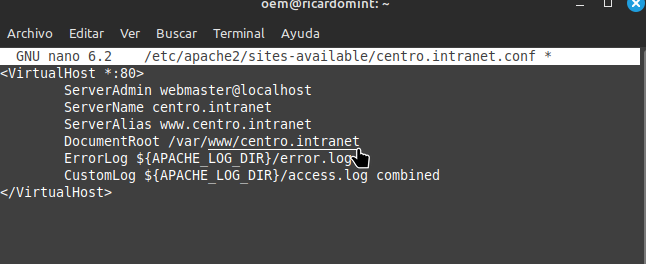 oem@ricardomint: ~
Archivo Editar Ver Buscar Terminal Ayuda
GNU nano 6.2 /etc/apache2/sites-available/centro.intranet.conf *
<VirtualHost *:80>
ServerAdmin webmaster@localhost
ServerName centro.intranet
ServerAlias www.centro.intranet
DocumentRoot /var/www/centro.intranet
ErrorLog ${APACHE_LOG_DIR}/error.log
CustomLog ${APACHE_LOG_DIR}/access.log combined
</VirtualHost>